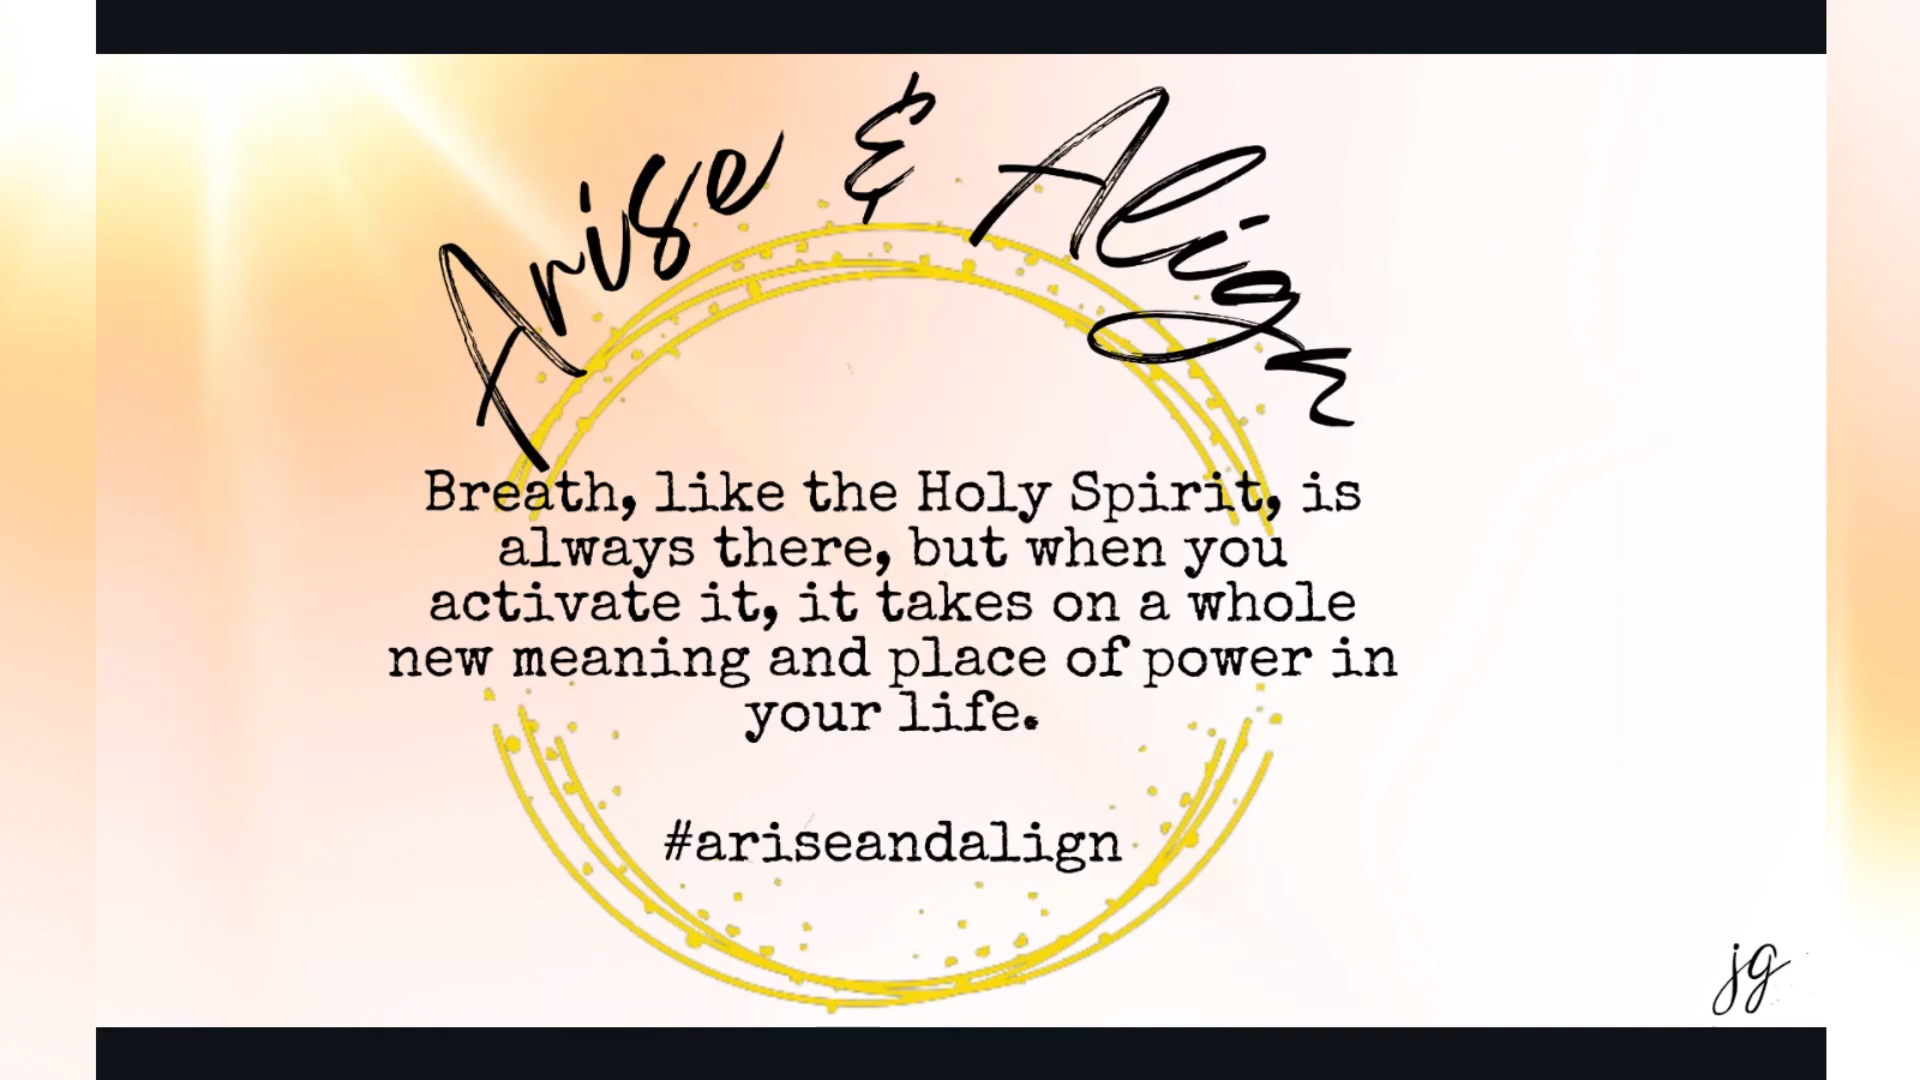 Arise & Align
Breath, like the Holy Spirit, is
always there, but when you
activate it, it takes on a whole
new meaning and place of power in
your life.
#ariseandalign
jg